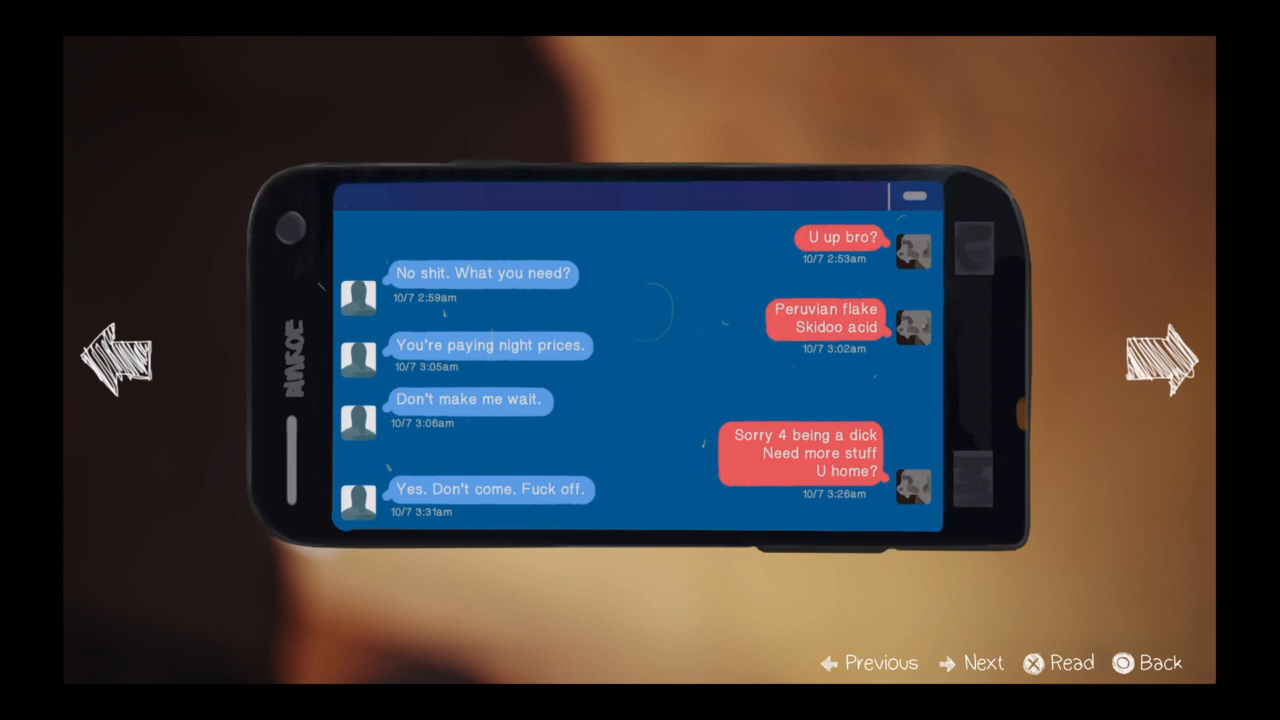 U up bro?
10/7 2:53am
No shit. What you need?
10/7 2:59am
Peruvian flake
Skidoo acid
10/7 3:02am
You're paying night prices.
10/7 3:05am
Don't make me wait.
10/7 3:06am
Sorry 4 being a dick
Need more stuff
U home?
10/7 3:26am
Yes. Don't come. Fuck off.
10/7 3:31am
Previous
Next
Read
Back